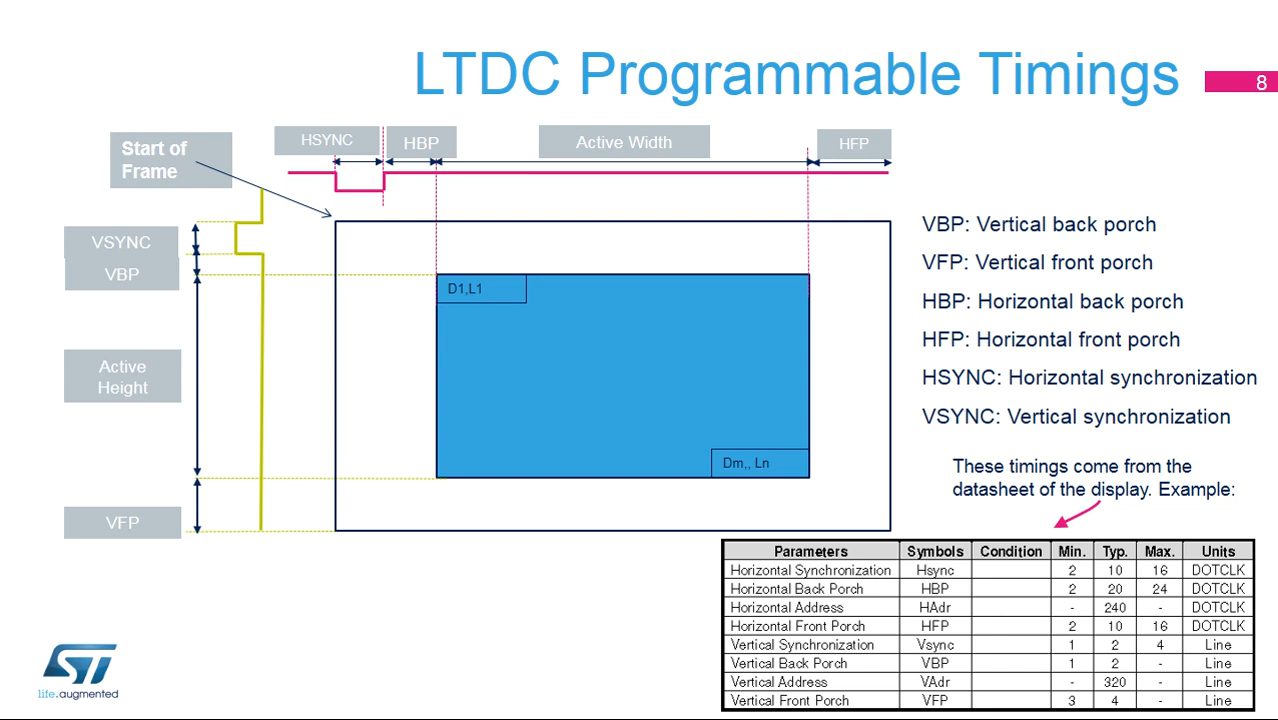 LTDC Programmable Timings
8
Start of
Frame
HSYNC
HBP
Active Width
HFP
VSYNC
VBP
Active
Height
VFP
D1,L1
Dm,, Ln
VBP: Vertical back porch
VFP: Vertical front porch
HBP: Horizontal back porch
HFP: Horizontal front porch
HSYNC: Horizontal synchronization
VSYNC: Vertical synchronization
These timings come from the
datasheet of the display. Example:
Parameters Symbols Condition Min. Typ. Max. Units
Horizontal Synchronization Hsync 2 10 16 DOTCLK
Horizontal Back Porch HBP 2 20 24 DOTCLK
Horizontal Address HAdr - 240 - DOTCLK
Horizontal Front Porch HFP 2 10 16 DOTCLK
Vertical Synchronization Vsync 1 2 4 Line
Vertical Back Porch VBP 1 2 - Line
Vertical Address VAdr - 320 - Line
Vertical Front Porch VFP 3 4 - Line
ST
life.augmented